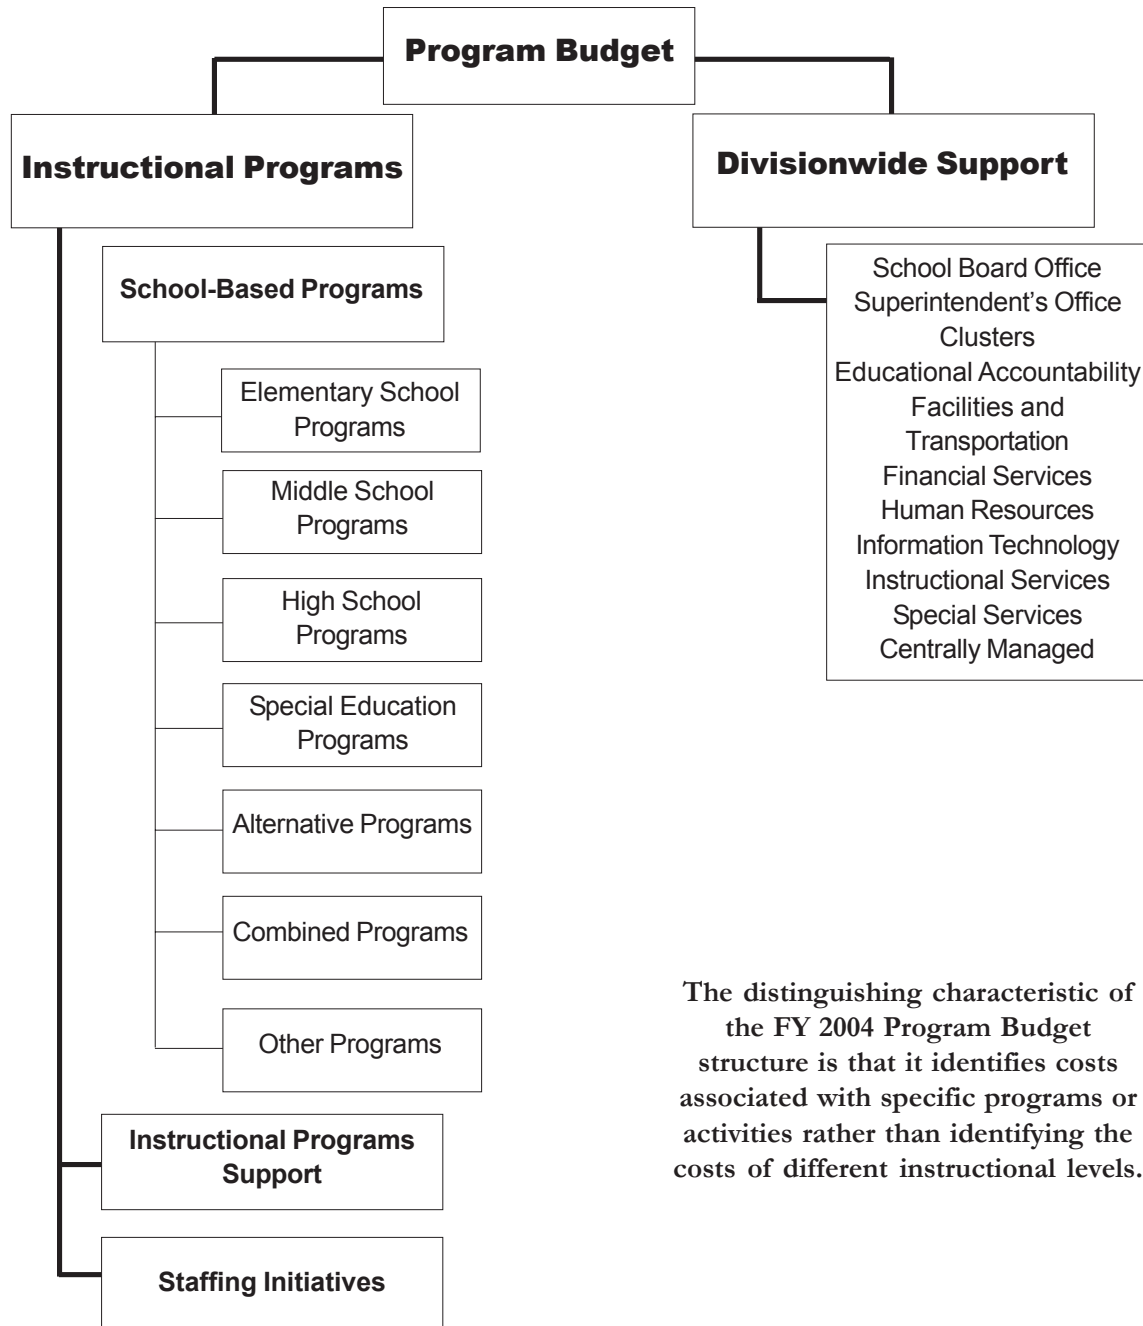 Program Budget
Instructional Programs
Divisionwide Support
School-Based Programs
Elementary School
Programs
Middle School
Programs
High School
Programs
Special Education
Programs
Alternative Programs
Combined Programs
Other Programs
Instructional Programs
Support
Staffing Initiatives
School Board Office
Superintendent’s Office
Clusters
Educational Accountability
Facilities and
Transportation
Financial Services
Human Resources
Information Technology
Instructional Services
Special Services
Centrally Managed
The distinguishing characteristic of
the FY 2004 Program Budget
structure is that it identifies costs
associated with specific programs or
activities rather than identifying the
costs of different instructional levels.